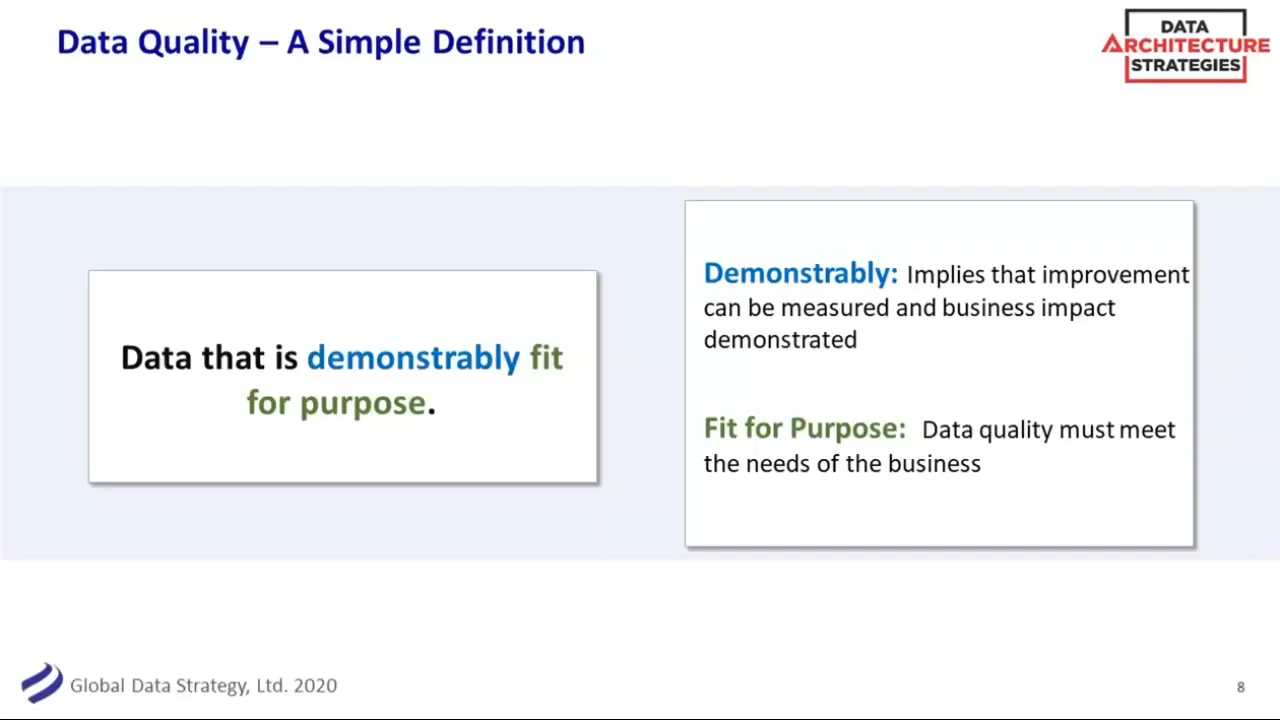 Data Quality – A Simple Definition
DATA
ARCHITECTURE
STRATEGIES
Data that is demonstrably fit
for purpose.
Demonstrably: Implies that improvement
can be measured and business impact
demonstrated
Fit for Purpose: Data quality must meet
the needs of the business
Global Data Strategy, Ltd. 2020
8